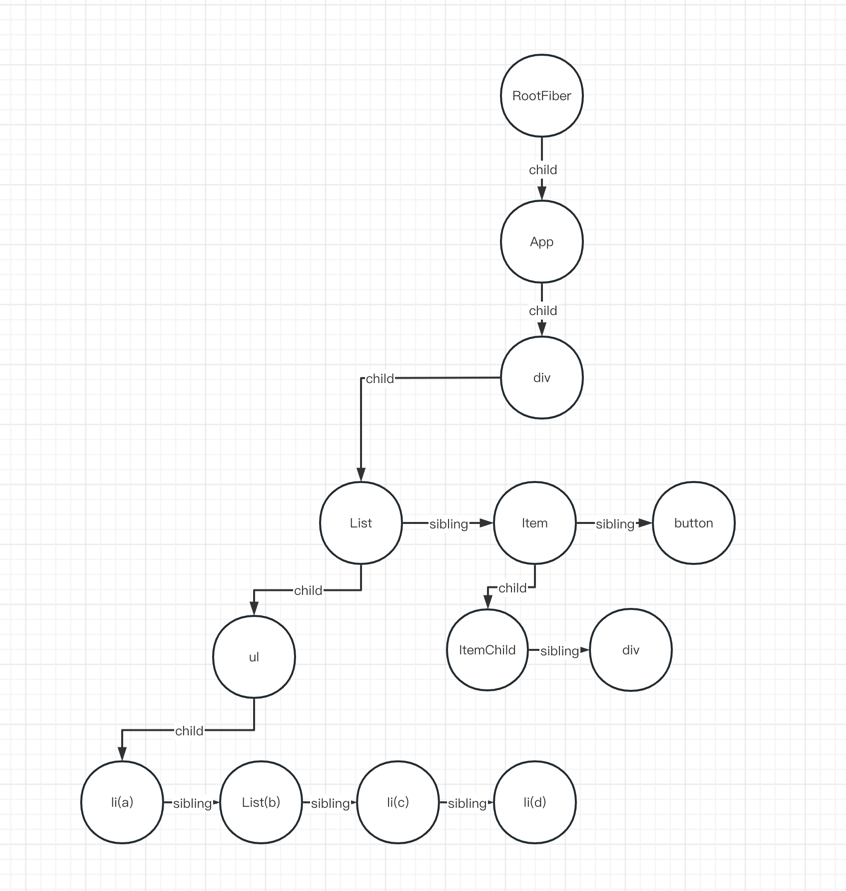 RootFiber
child
App
child
div
child
List
sibling
Item
sibling
button
child
child
ul
ItemChild
sibling
div
child
li(a)
sibling
List(b)
sibling
li(c)
sibling
li(d)